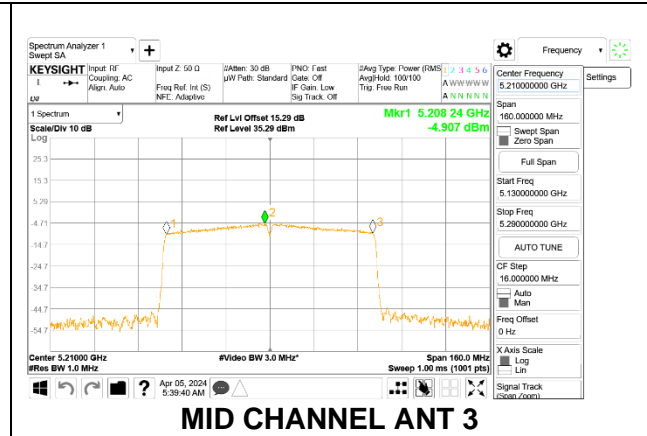 Spectrum Analyzer 1
Swept SA
Frequency
KEYSIGHT
Input: RF
Coupling: AC
Align: Auto
Input Z: 50 Ω
Freq Ref: Int (S)
NFE: Adaptive
#Atten: 30 dB
µW Path: Standard
PNO: Fast
Gate: Off
IF Gain: Low
Sig Track: Off
#Avg Type: Power (RMS
Avg|Hold: 100/100
Trig: Free Run
1 2 3 4 5 6
A W W W W W
A N N N N N
Center Frequency
5.210000000 GHz
Settings
Span
160.000000 MHz
Swept Span
Zero Span
Full Span
Start Freq
5.130000000 GHz
Stop Freq
5.290000000 GHz
AUTO TUNE
CF Step
16.000000 MHz
Auto
Man
Freq Offset
0 Hz
X Axis Scale
Log
Lin
Signal Track
(Span Zoom)
1 Spectrum
Scale/Div 10 dB
Log
Ref Lvl Offset 15.29 dB
Ref Level 35.29 dBm
Mkr1 5.208 24 GHz
-4.907 dBm
25.3
15.3
5.29
-4.71
-14.7
-24.7
-34.7
-44.7
-54.7
1
2
3
Center 5.21000 GHz
#Res BW 1.0 MHz
#Video BW 3.0 MHz*
Span 160.0 MHz
Sweep 1.00 ms (1001 pts)
?
Apr 05, 2024
5:39:40 AM
MID CHANNEL ANT 3